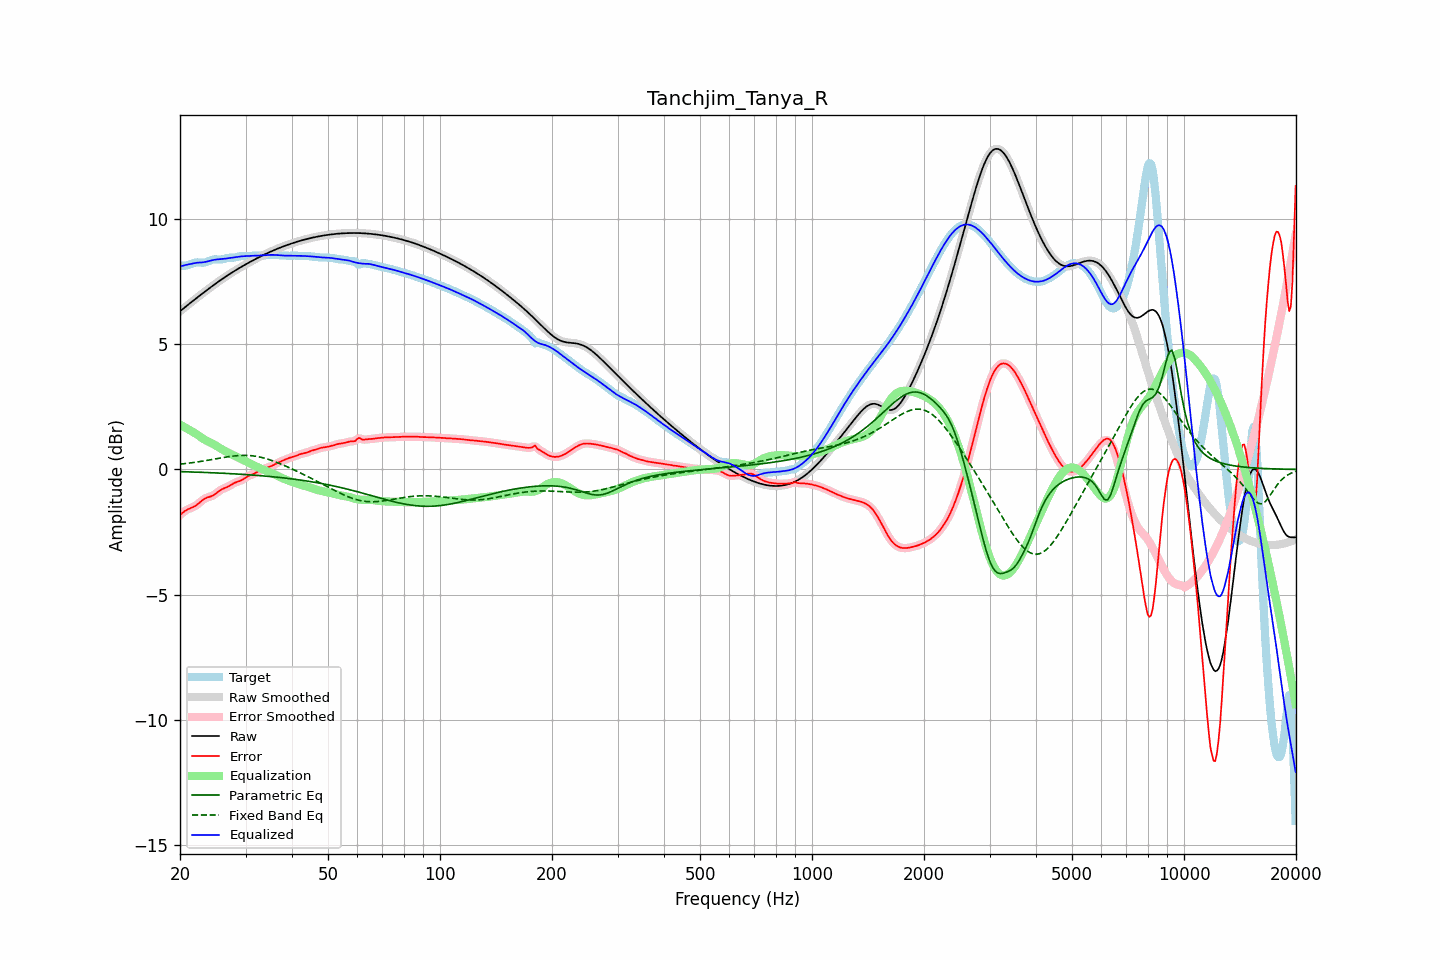 Tanchjim_Tanya_R
Amplitude (dBr)
10
5
0
−5
−10
−15
Target
Raw Smoothed
Error Smoothed
Raw
Error
Equalization
Parametric Eq
Fixed Band Eq
Equalized
20 50 100 200 500 1000 2000 5000 10000 20000
Frequency (Hz)